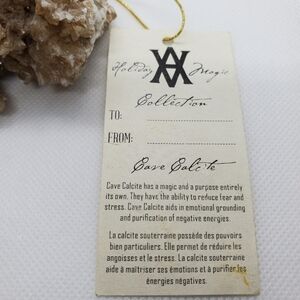 Holiday Magic
Collection
TO:
FROM:
Cave Calcite
Cave Calcite has a magic and a purpose entirely
its own. They have the ability to reduce fear and
stress. Cave Calcite aids in emotional grounding
and purification of negative energies.
La calcite souterraine possède des pouvoirs
bien particuliers. Elle permet de réduire les
angoisses et le stress. La calcite souterraine
aide à maîtriser ses émotions et à purifier les
énergies négatives.